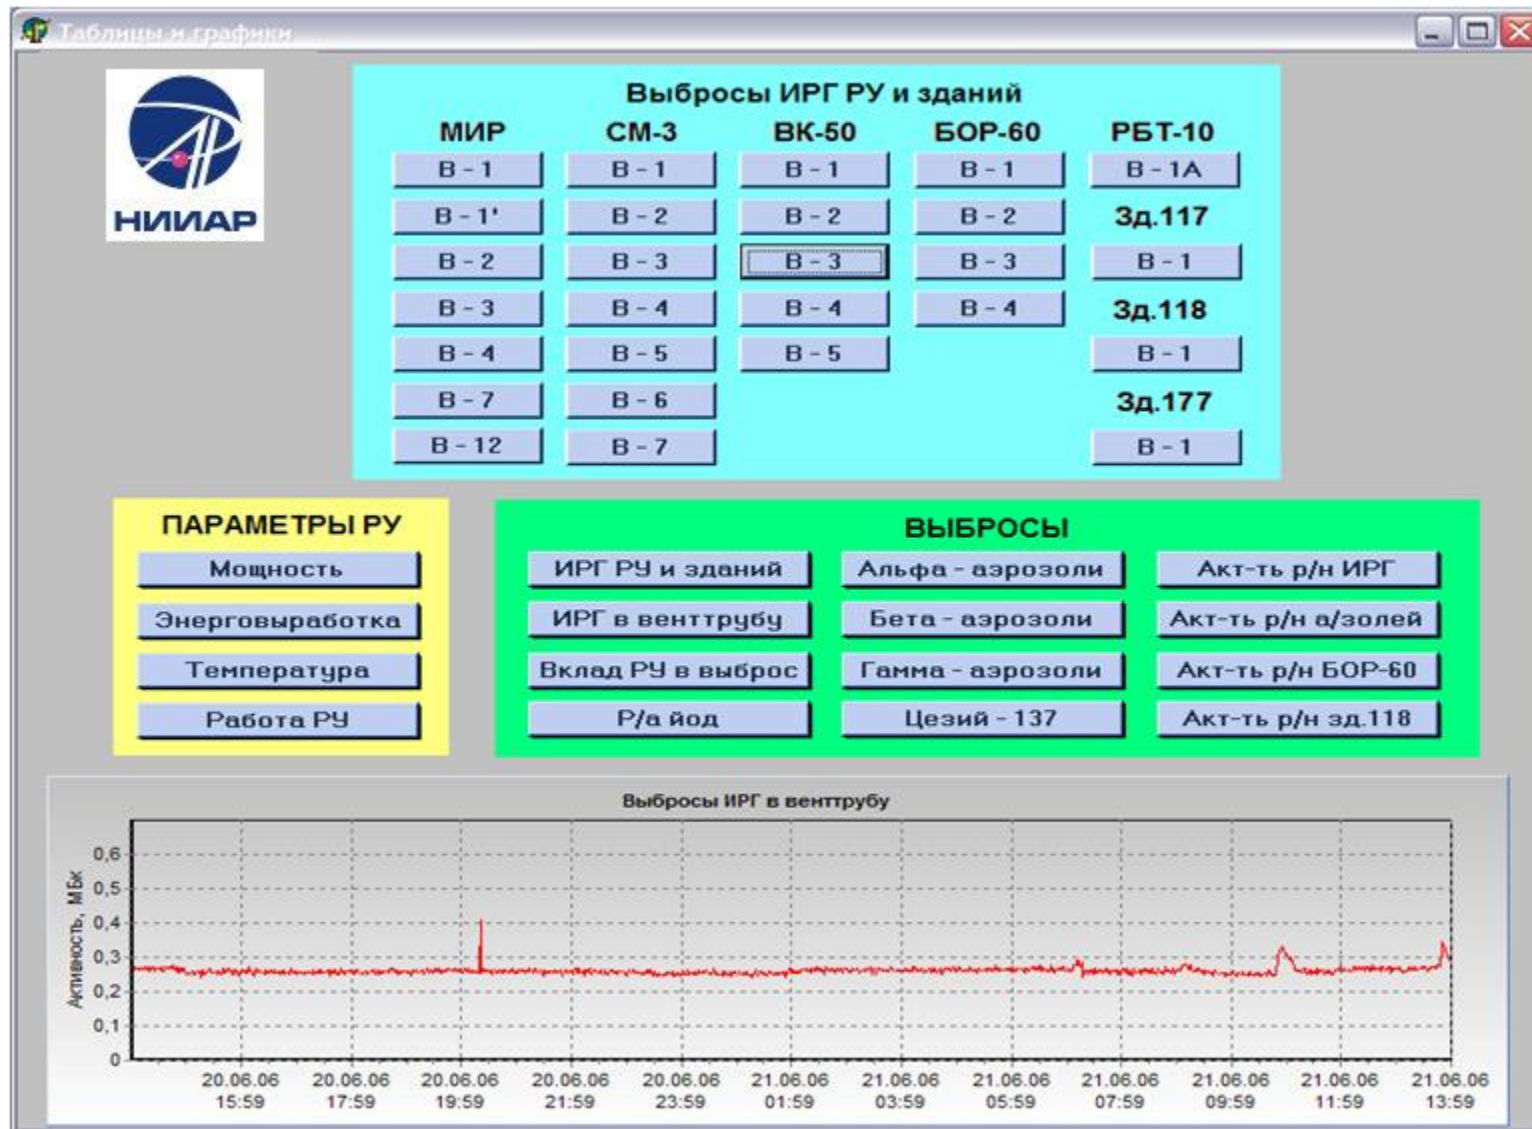 Таблицы и графики
НИИАР
Выбросы ИРГ РУ и зданий
МИР СМ-3 ВК-50 БОР-60 РБТ-10
В - 1 В - 1 В - 1 В - 1 В - 1А
В - 1' В - 2 В - 2 В - 2 Зд.117
В - 2 В - 3 В - 3 В - 3 В - 1
В - 3 В - 4 В - 4 В - 4 Зд.118
В - 4 В - 5 В - 5 В - 1
В - 7 В - 6 Зд.177
В - 12 В - 7 В - 1
ПАРАМЕТРЫ РУ
Мощность
Энерговыработка
Температура
Работа РУ
ВЫБРОСЫ
ИРГ РУ и зданий Альфа - аэрозоли Акт-ть р/н ИРГ
ИРГ в венттрубу Бета - аэрозоли Акт-ть р/н а/золей
Вклад РУ в выброс Гамма - аэрозоли Акт-ть р/н БОР-60
Р/а йод Цезий - 137 Акт-ть р/н зд.118
Выбросы ИРГ в венттрубу
Активность, МБк
0,6
0,5
0,4
0,3
0,2
0,1
0
20.06.06 20.06.06 20.06.06 20.06.06 20.06.06 21.06.06 21.06.06 21.06.06 21.06.06 21.06.06 21.06.06 21.06.06
15:59 17:59 19:59 21:59 23:59 01:59 03:59 05:59 07:59 09:59 11:59 13:59